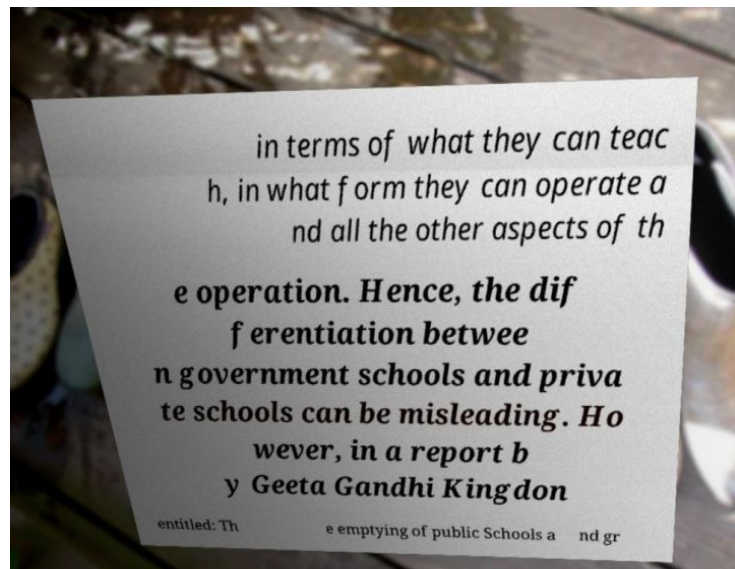 in terms of what they can teac
h, in what form they can operate a
nd all the other aspects of th
e operation. Hence, the dif
ferentiation betwee
n government schools and priva
te schools can be misleading. Ho
wever, in a report b
y Geeta Gandhi Kingdon
entitled: Th e emptying of public Schools a nd gr